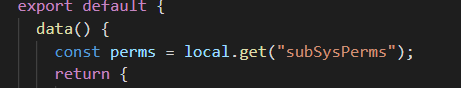 export default {
data() {
const perms = local.get("subSysPerms");
return {